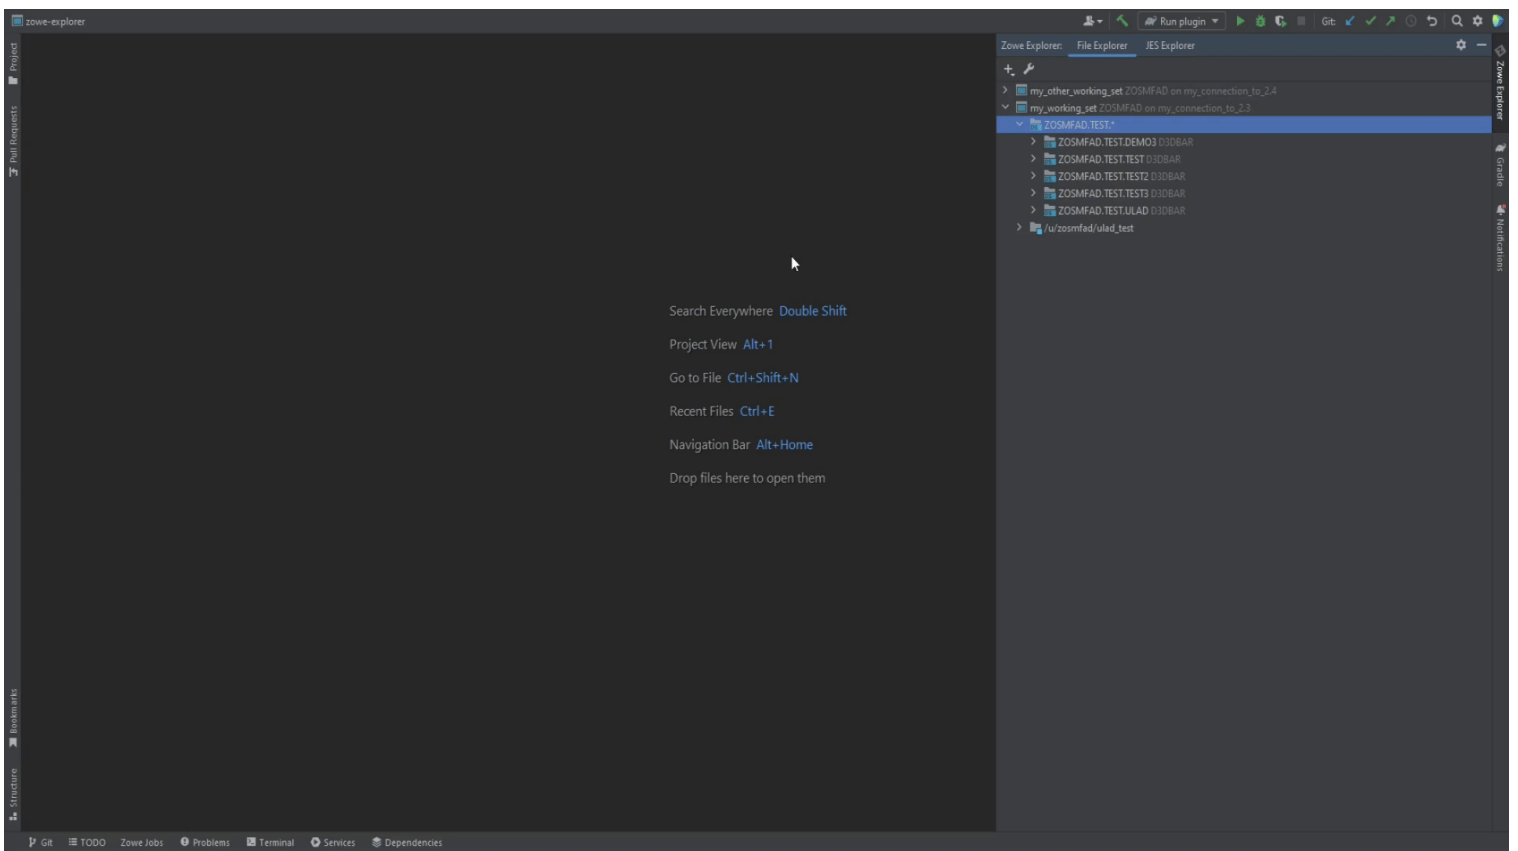 zowe-explorer
Run plugin
Git:
Project
Pull Requests
Bookmarks
Structure
Search Everywhere Double Shift
Project View Alt+1
Go to File Ctrl+Shift+N
Recent Files Ctrl+E
Navigation Bar Alt+Home
Drop files here to open them
Zowe Explorer: File Explorer JES Explorer
my_other_working_set ZOSMFAD on my_connection_to_2.4
my_working_set ZOSMFAD on my_connection_to_2.3
ZOSMFAD.TEST.*
ZOSMFAD.TEST.DEMO3 D3DBAR
ZOSMFAD.TEST.TEST D3DBAR
ZOSMFAD.TEST.TEST2 D3DBAR
ZOSMFAD.TEST.TEST3 D3DBAR
ZOSMFAD.TEST.ULAD D3DBAR
/u/zosmfad/ulad_test
Zowe Explorer
Gradle
Notifications
Git TODO Zowe Jobs Problems Terminal Services Dependencies